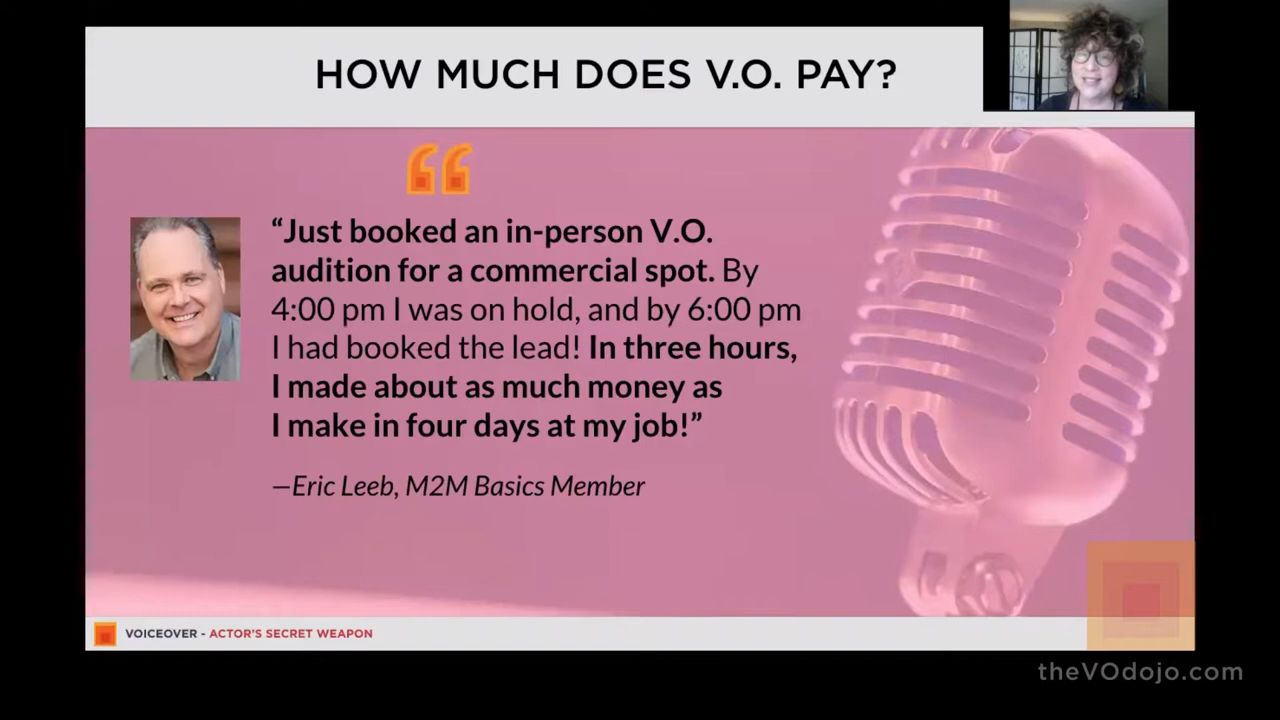 HOW MUCH DOES V.O. PAY?
“Just booked an in-person V.O.
audition for a commercial spot. By
4:00 pm I was on hold, and by 6:00 pm
I had booked the lead! In three hours,
I made about as much money as
I make in four days at my job!”
—Eric Leeb, M2M Basics Member
VOICEOVER - ACTOR'S SECRET WEAPON
theVOdojo.com